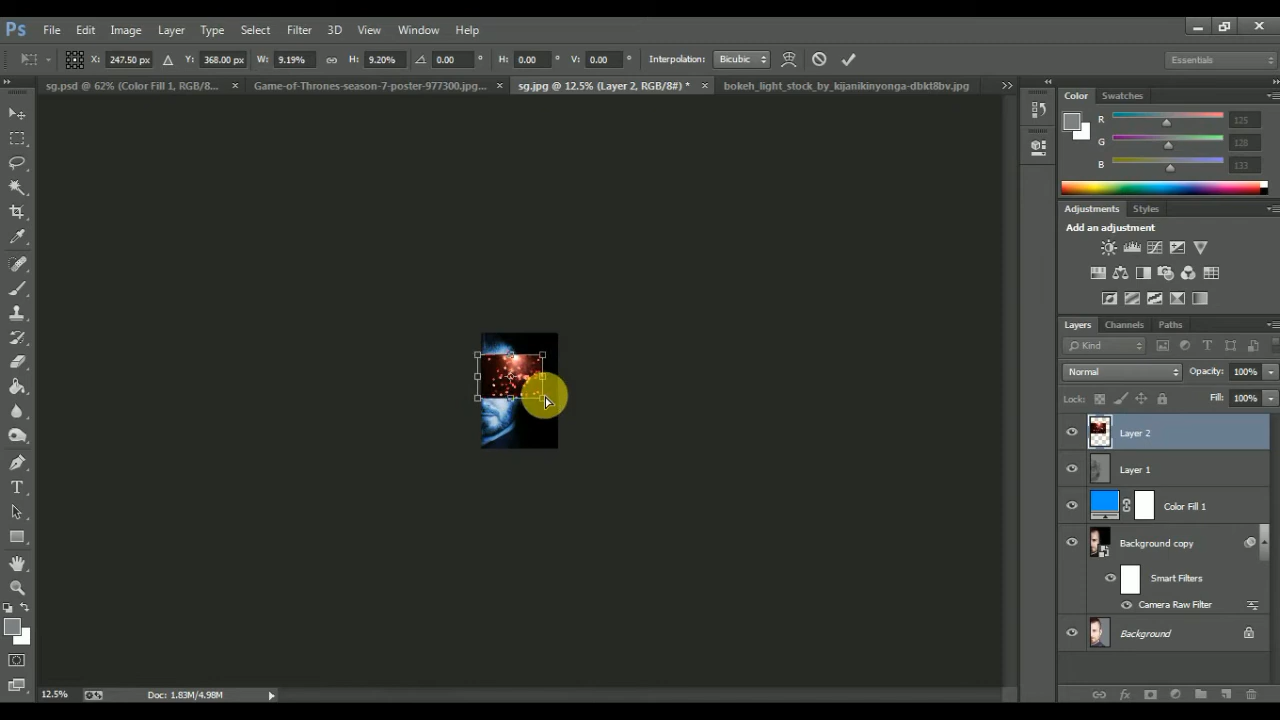 Ps File Edit Image Layer Type Select Filter 3D View Window Help
X: 247.50 px Y: 368.00 px W: 9.19% H: 9.20% 0.00 ° H: 0.00 ° V: 0.00 ° Interpolation: Bicubic Essentials
sg.psd @ 62% (Color Fill 1, RGB/8... × Game-of-Thrones-season-7-poster-977300.jpg... × sg.jpg @ 12.5% (Layer 2, RGB/8#) * × bokeh_light_stock_by_kijanikinyonga-dbkt8bv.jpg
Color Swatches
R 125
G 128
B 133
Adjustments Styles
Add an adjustment
Layers Channels Paths
Kind
Normal Opacity: 100%
Lock: Fill: 100%
Layer 2
Layer 1
Color Fill 1
Background copy
Smart Filters
Camera Raw Filter
Background
12.5% Doc: 1.83M/4.98M